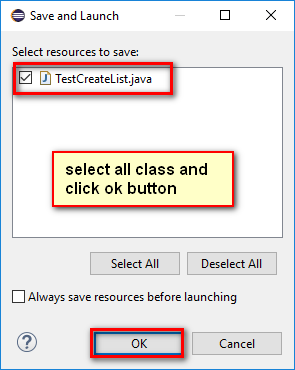 Save and Launch
Select resources to save:
TestCreateList.java
select all class and
click ok button
Select All
Deselect All
Always save resources before launching
?
OK
Cancel